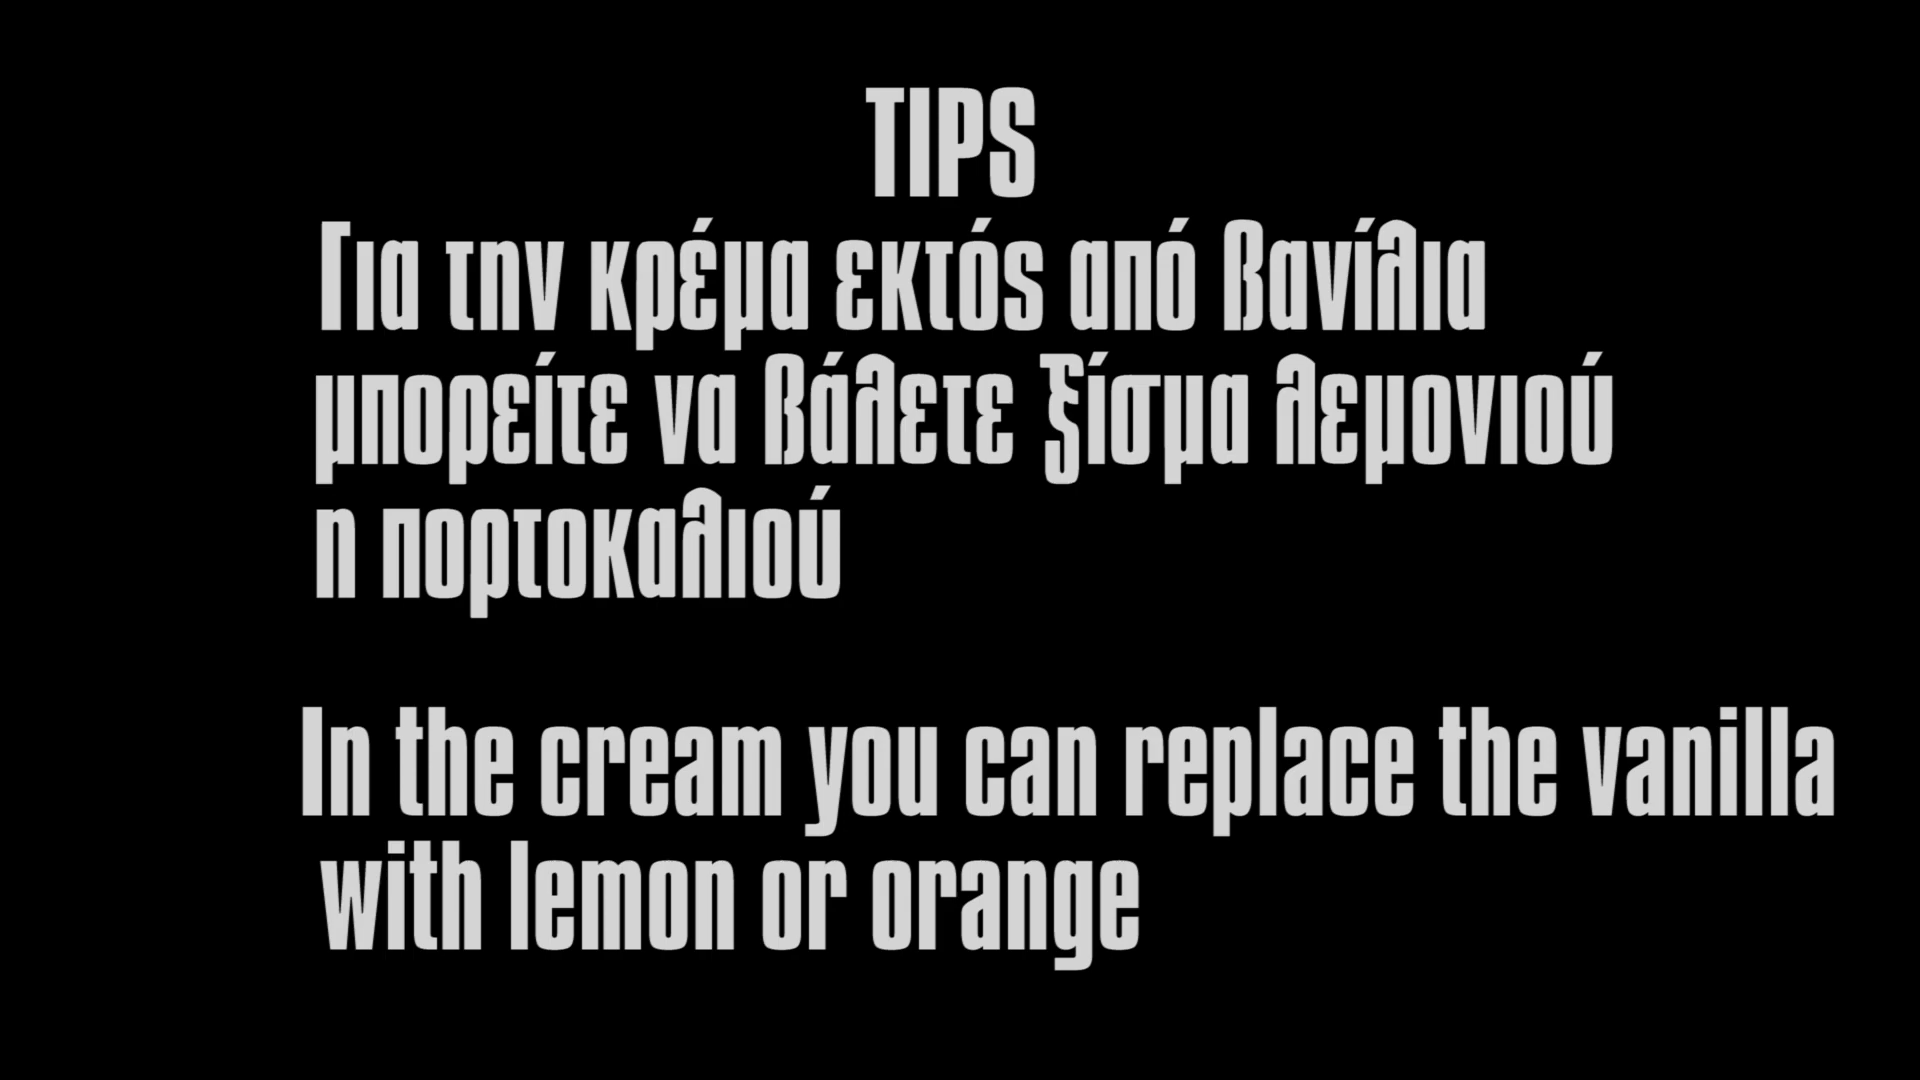 TIPS
Για την κρέμα εκτός από βανίλια
μπορείτε να βάλετε ξίσμα λεμονιού
η πορτοκαλιού
In the cream you can replace the vanilla
with lemon or orange